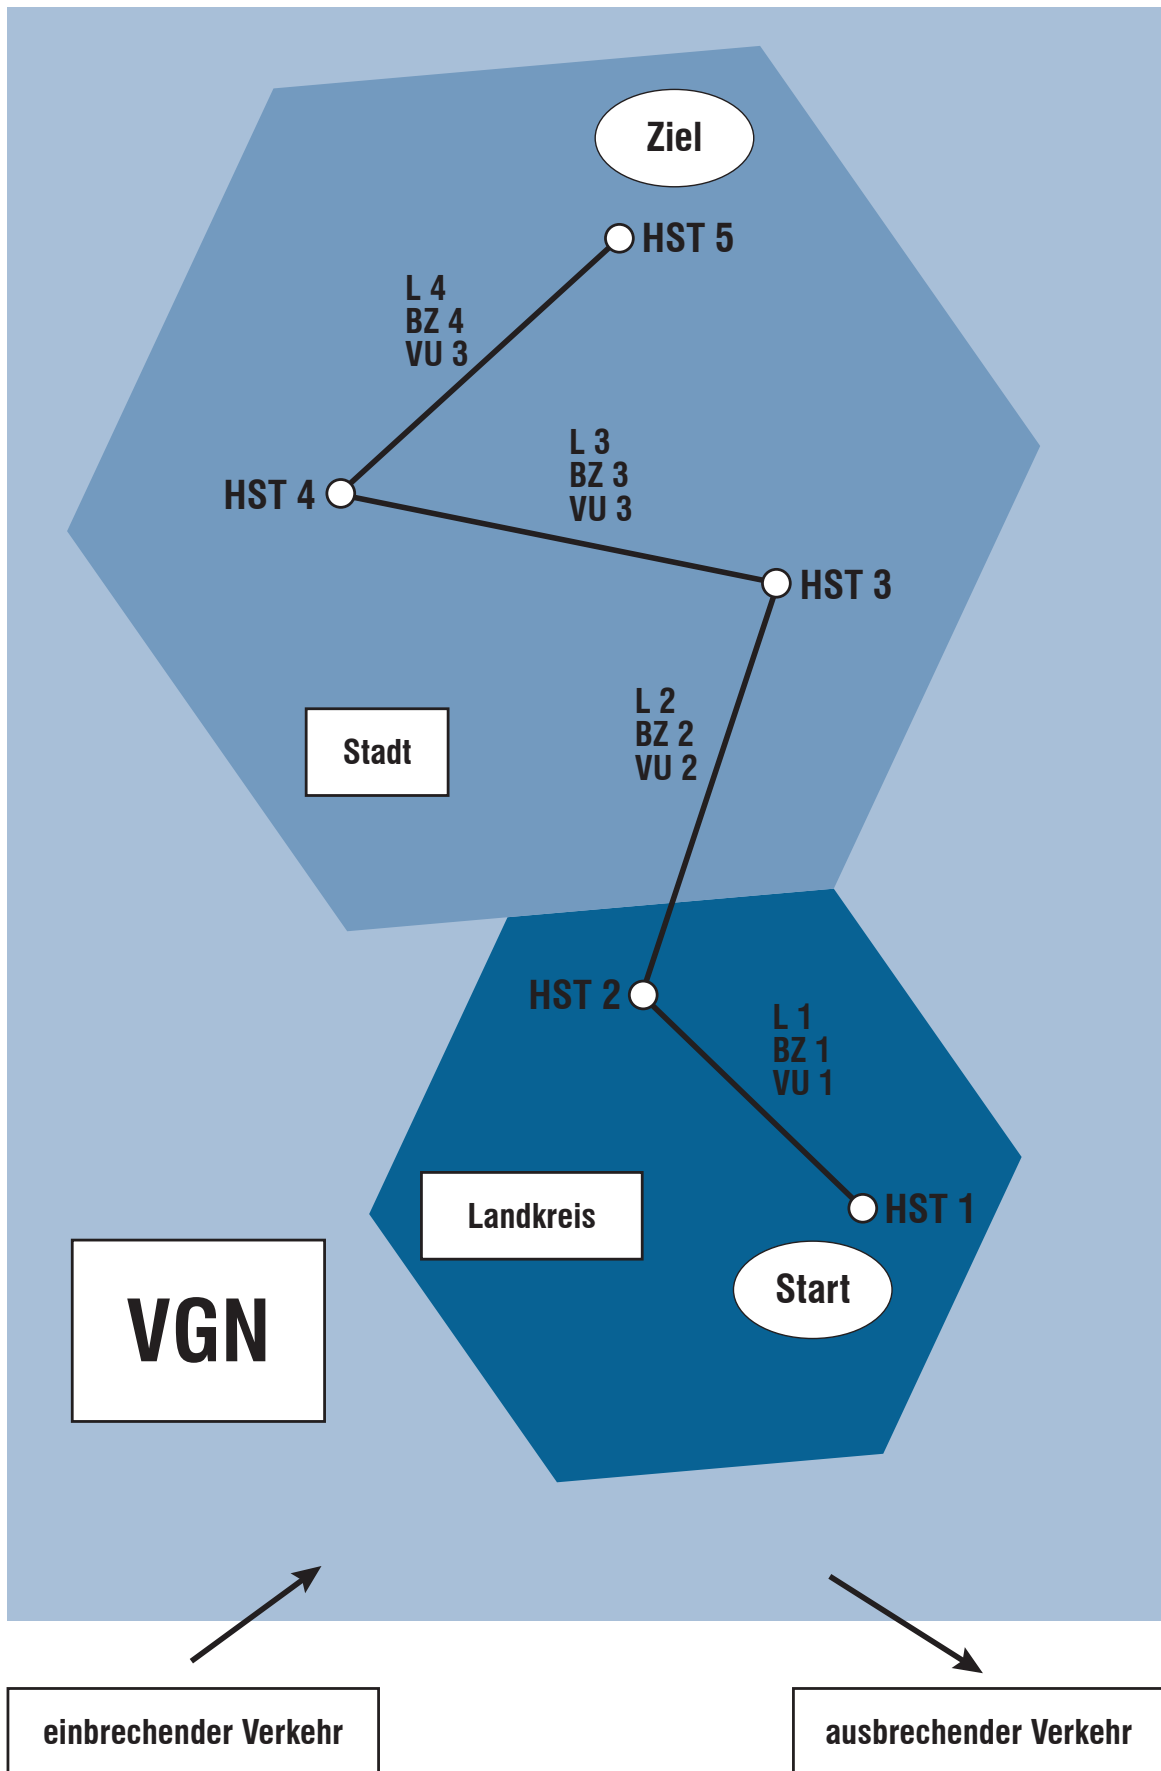 Ziel
HST 5
L 4
BZ 4
VU 3
L 3
BZ 3
VU 3
HST 4
HST 3
L 2
BZ 2
VU 2
Stadt
HST 2
L 1
BZ 1
VU 1
Landkreis
HST 1
Start
VGN
einbrechender Verkehr
ausbrechender Verkehr